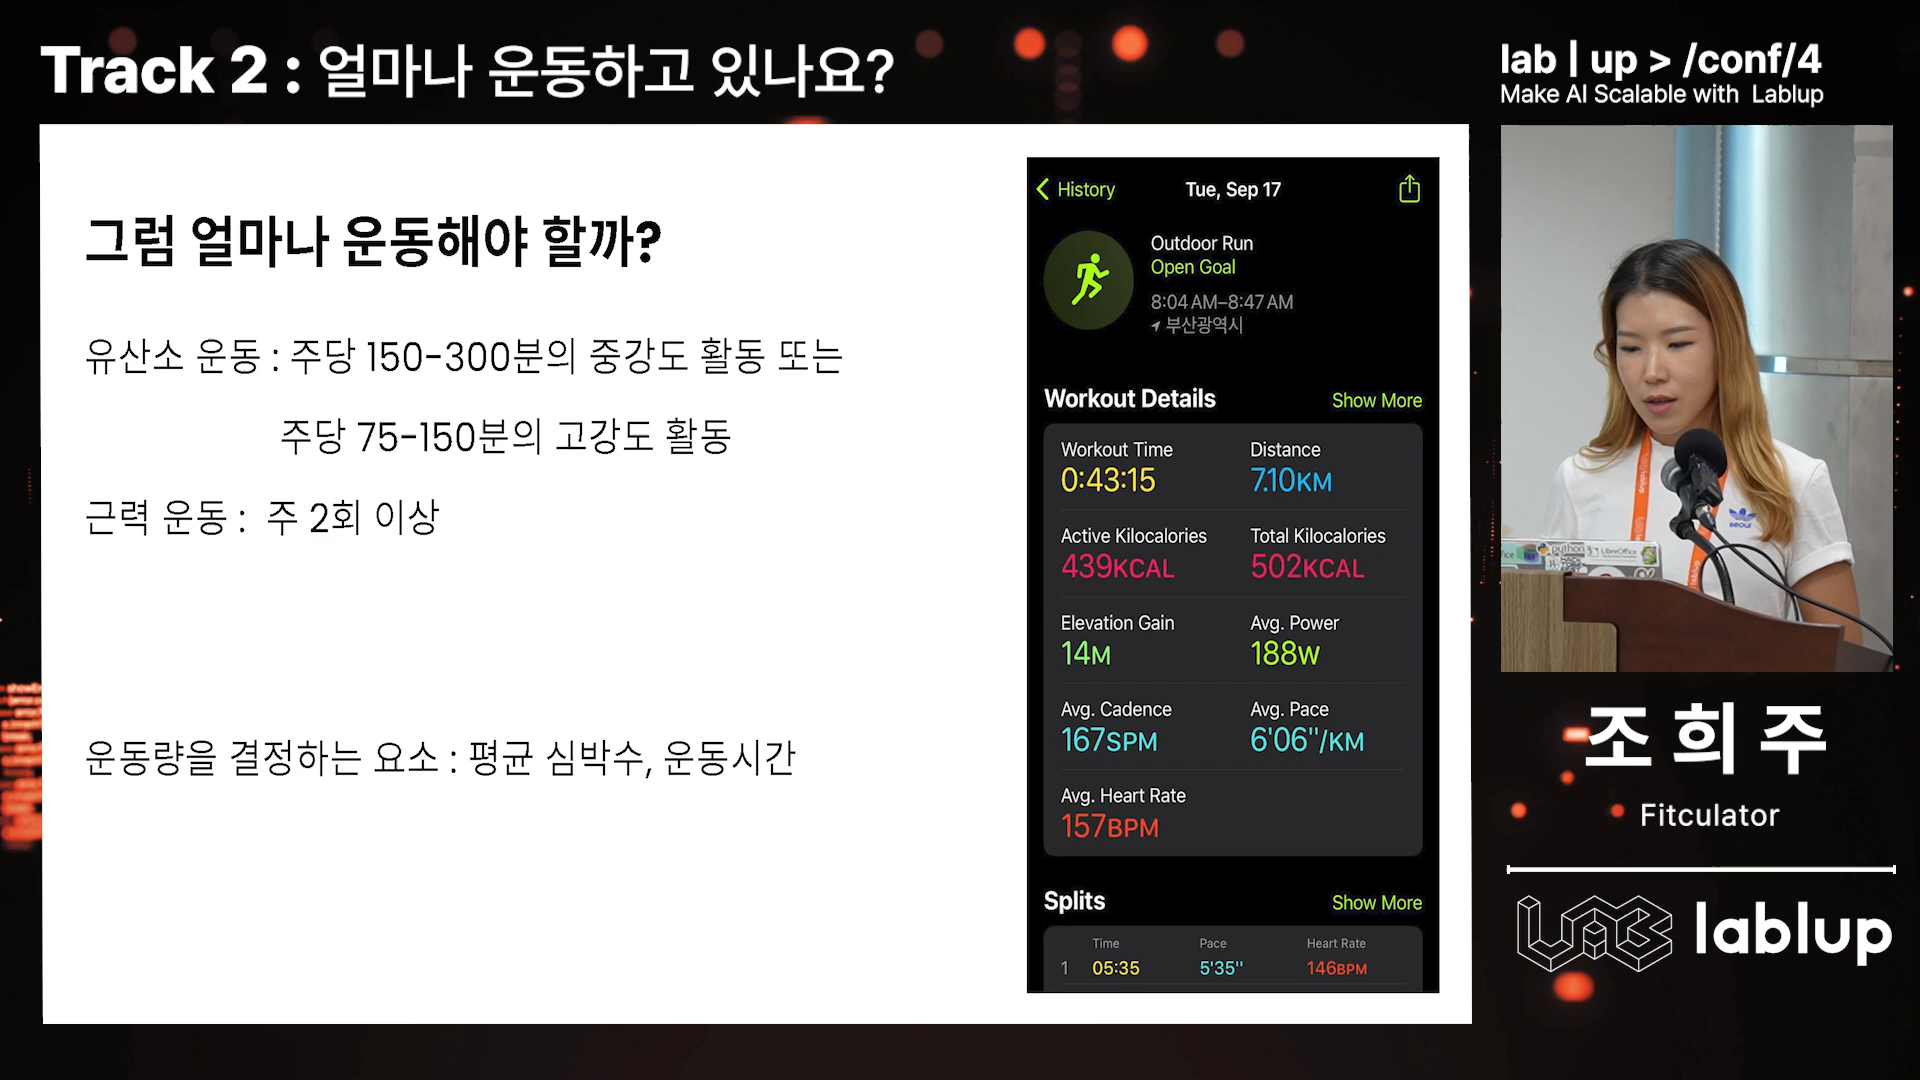 Track 2 : 얼마나 운동하고 있나요?
lab | up > /conf/4
Make AI Scalable with Lablup
그럼 얼마나 운동해야 할까?
유산소 운동 : 주당 150-300분의 중강도 활동 또는
주당 75-150분의 고강도 활동
근력 운동 : 주 2회 이상
운동량을 결정하는 요소 : 평균 심박수, 운동시간
History
Tue, Sep 17
Outdoor Run
Open Goal
8:04 AM–8:47 AM
부산광역시
Workout Details Show More
Workout Time Distance
0:43:15 7.10KM
Active Kilocalories Total Kilocalories
439KCAL 502KCAL
Elevation Gain Avg. Power
14M 188W
Avg. Cadence Avg. Pace
167SPM 6'06"/KM
Avg. Heart Rate
157BPM
Splits Show More
Time Pace Heart Rate
1 05:35 5'35" 146BPM
python
LibreOffice
lablup
조희주
Fitculator
lablup